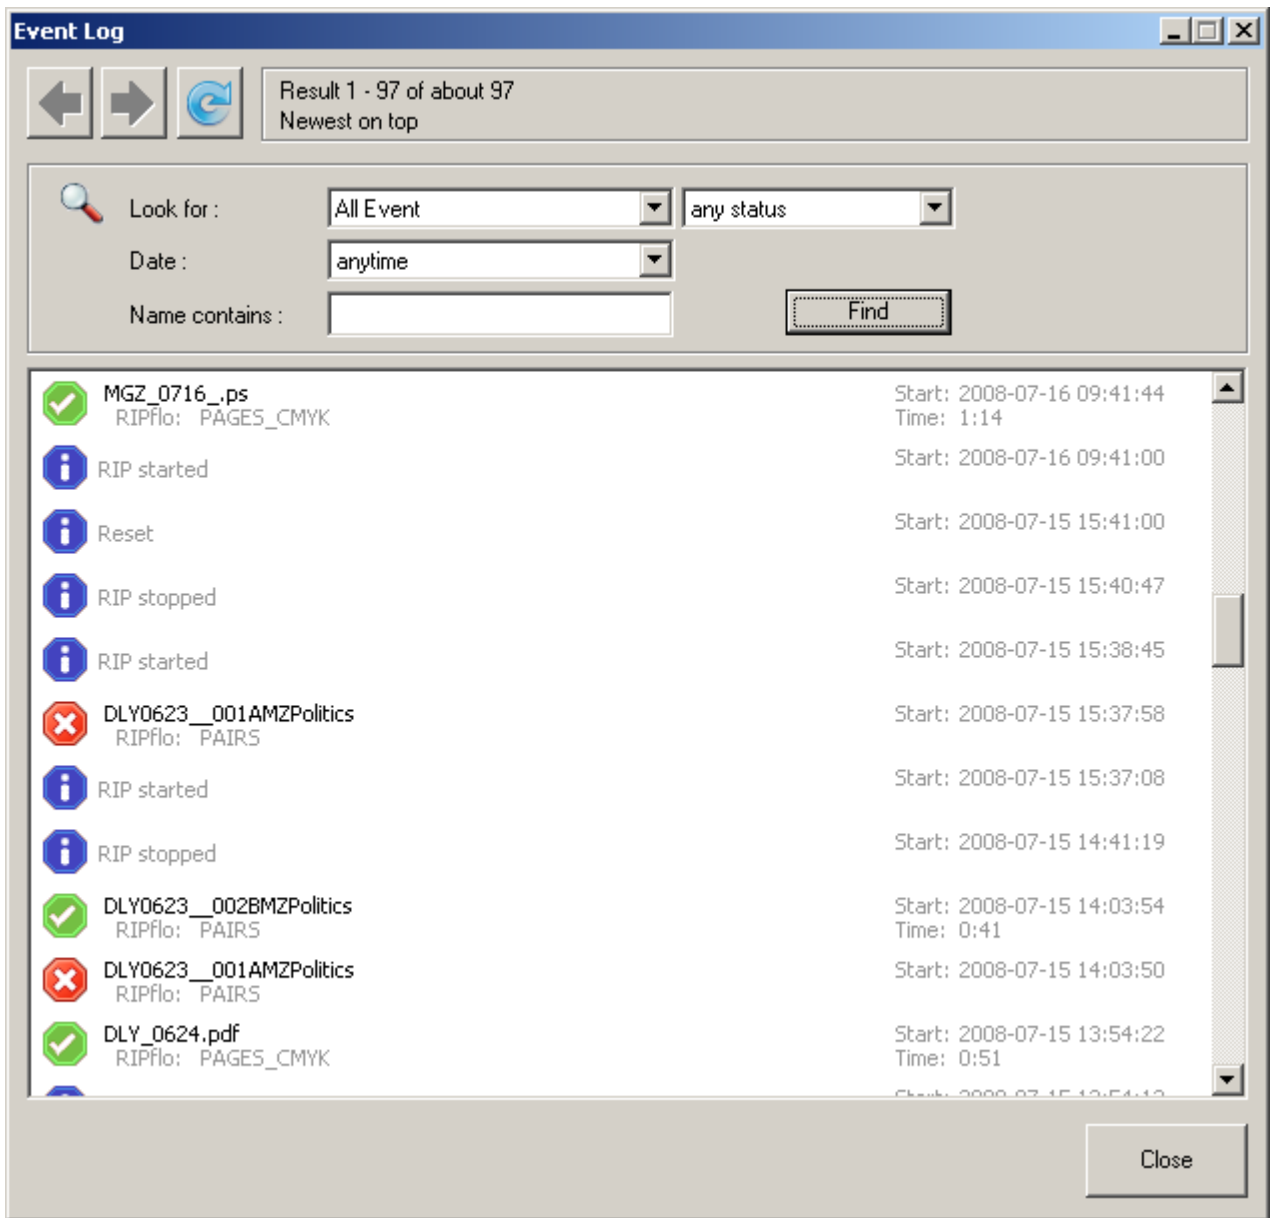 Event Log
Result 1 - 97 of about 97
Newest on top
Look for :
All Event
any status
Date :
anytime
Name contains :
Find
MGZ_0716_.ps
Start: 2008-07-16 09:41:44
RIPflo: PAGES_CMYK
Time: 1:14
RIP started
Start: 2008-07-16 09:41:00
Reset
Start: 2008-07-15 15:41:00
RIP stopped
Start: 2008-07-15 15:40:47
RIP started
Start: 2008-07-15 15:38:45
DLY0623__001AMZPolitics
Start: 2008-07-15 15:37:58
RIPflo: PAIRS
RIP started
Start: 2008-07-15 15:37:08
RIP stopped
Start: 2008-07-15 14:41:19
DLY0623__002BMZPolitics
Start: 2008-07-15 14:03:54
RIPflo: PAIRS
Time: 0:41
DLY0623__001AMZPolitics
Start: 2008-07-15 14:03:50
RIPflo: PAIRS
DLY_0624.pdf
Start: 2008-07-15 13:54:22
RIPflo: PAGES_CMYK
Time: 0:51
Close